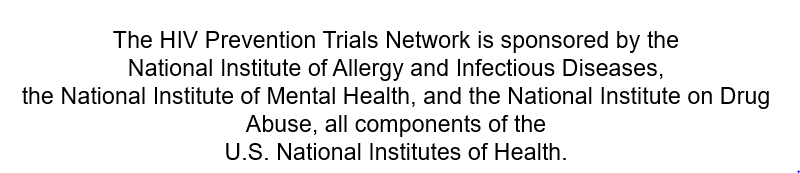 The HIV Prevention Trials Network is sponsored by the
National Institute of Allergy and Infectious Diseases,
the National Institute of Mental Health, and the National Institute on Drug
Abuse, all components of the
U.S. National Institutes of Health.